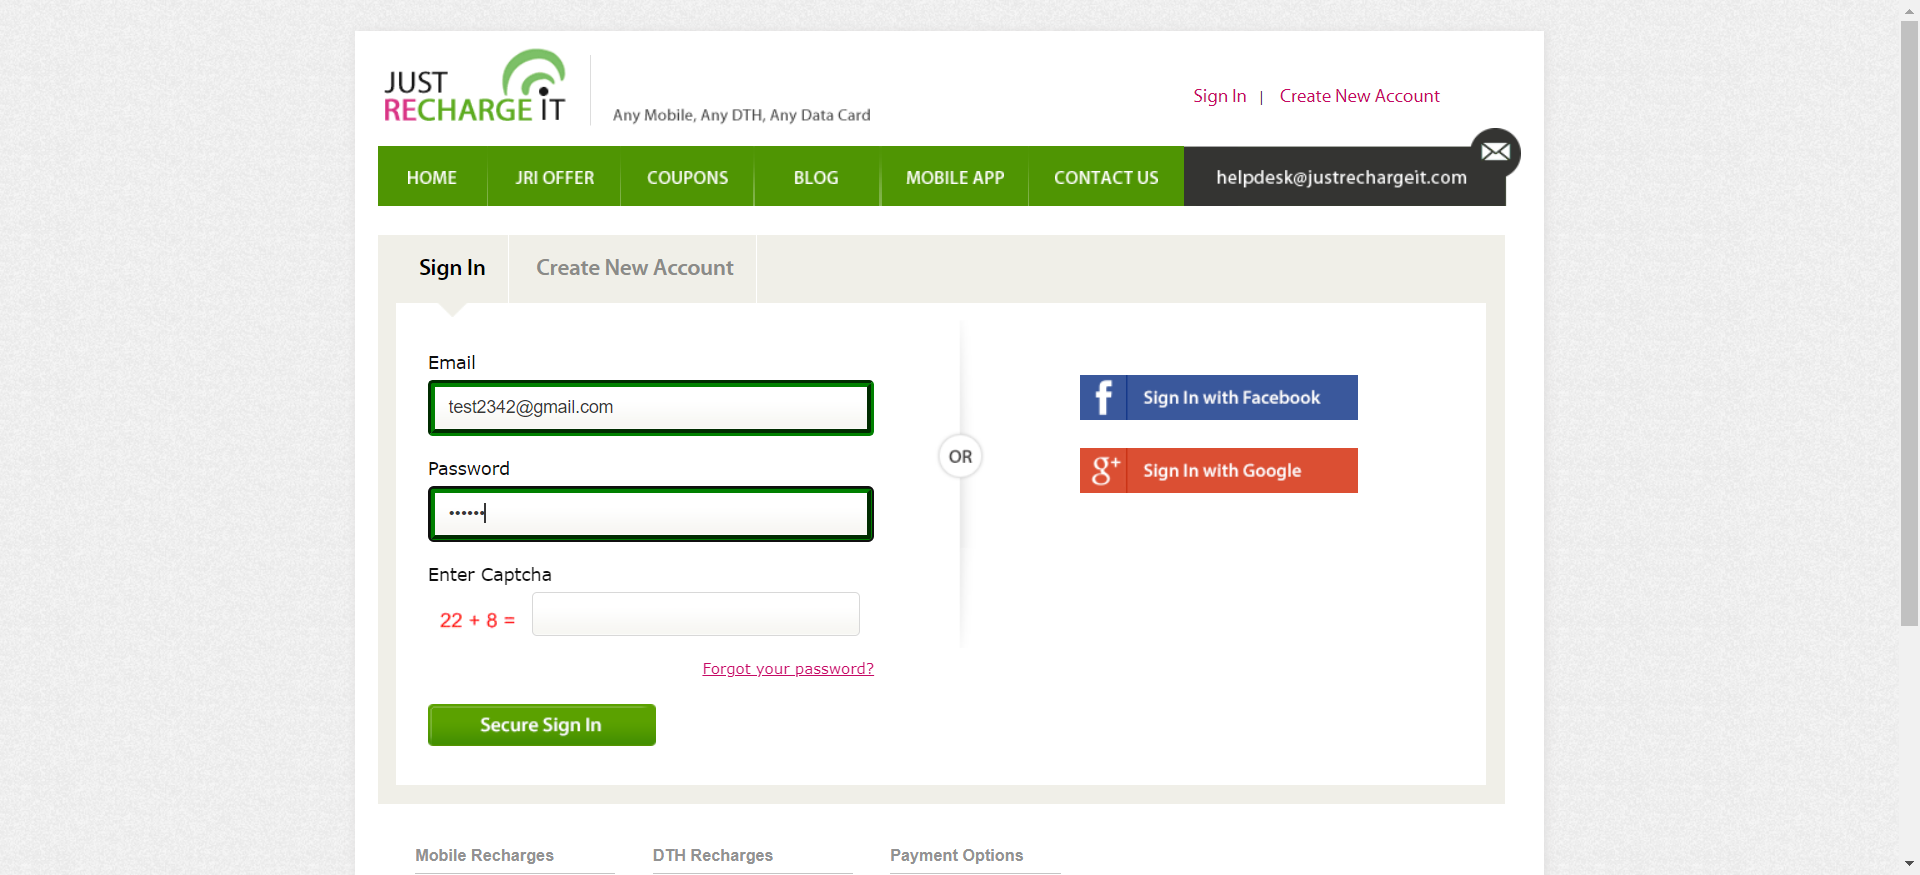 JUST
RECHARGE iT
Any Mobile, Any DTH, Any Data Card
Sign In | Create New Account
HOME JRI OFFER COUPONS BLOG MOBILE APP CONTACT US helpdesk@justrechargeit.com
Sign In Create New Account
Email
test2342@gmail.com
Password
••••••
Enter Captcha
22 + 8 =
Forgot your password?
Secure Sign In
OR
f Sign In with Facebook
g+ Sign In with Google
Mobile Recharges DTH Recharges Payment Options